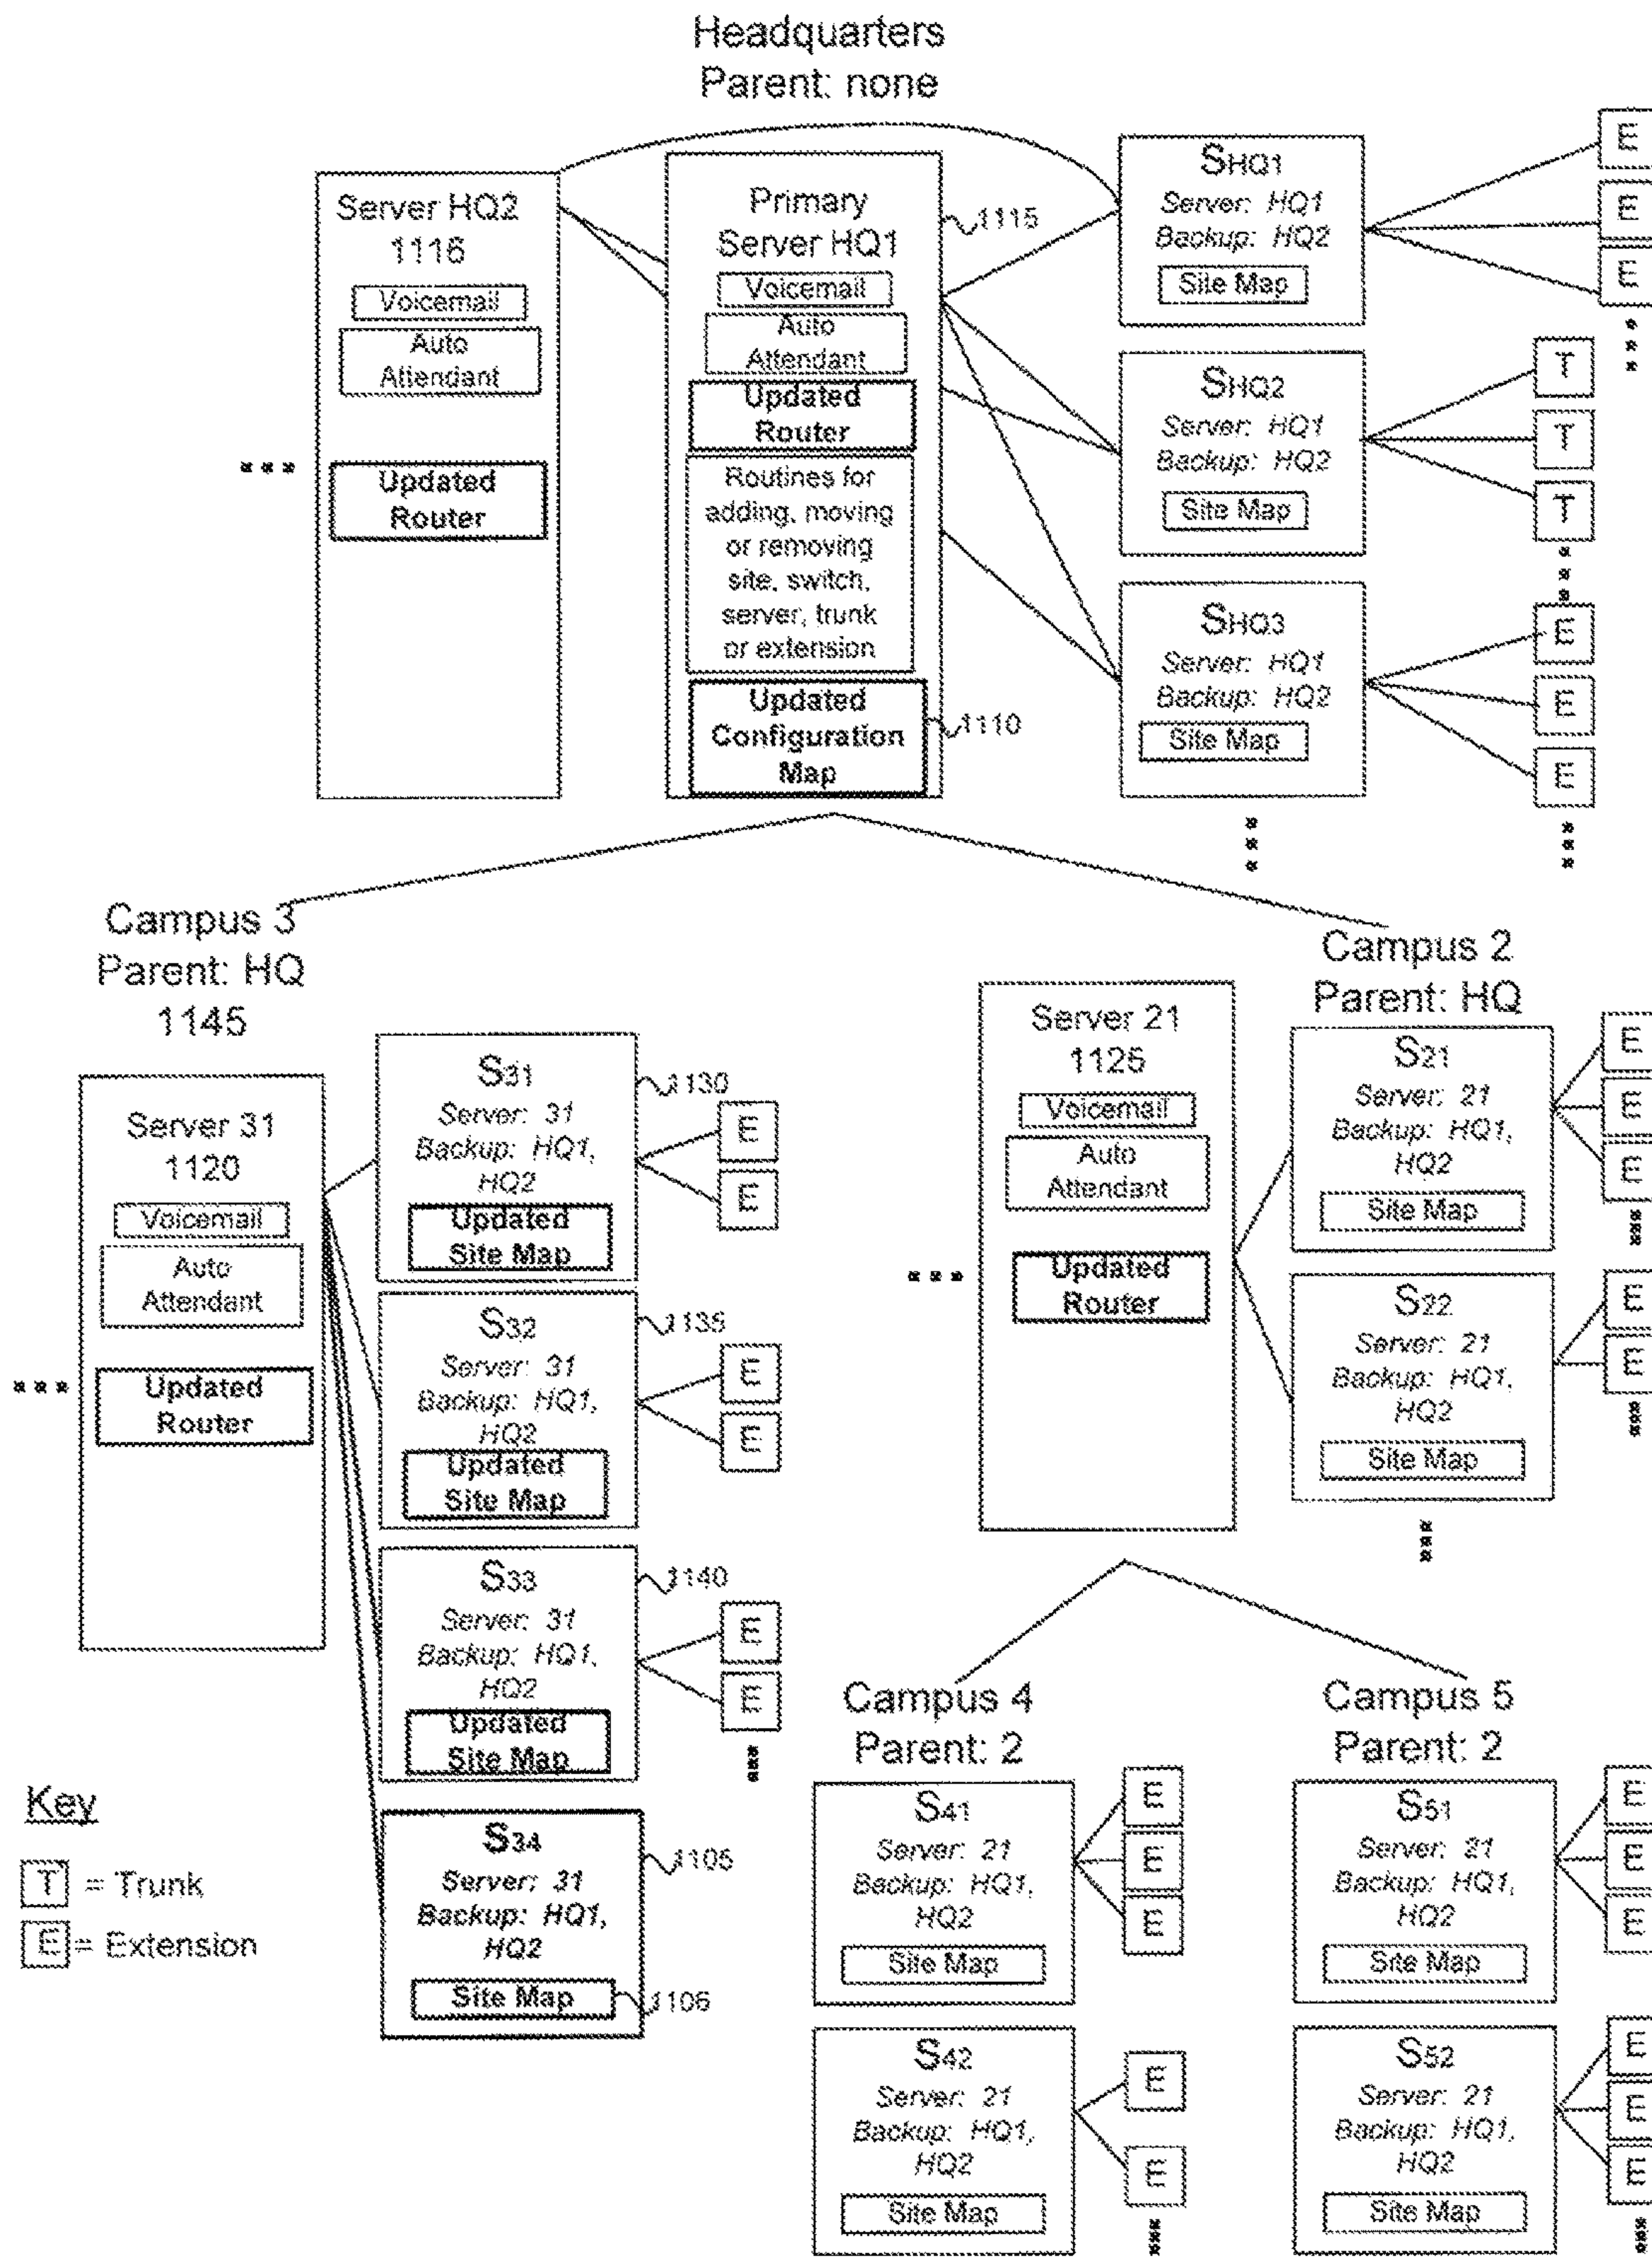 Headquarters
Parent: none
Server HQ2
1116
Voicemail
Auto
Attendant
Updated
Router
Primary
Server HQ1
1115
Voicemail
Auto
Attendant
Updated
Router
Routines for
adding, moving
or removing
site, switch,
server, trunk
or extension
Updated
Configuration
Map
1110
SHQ1
Server: HQ1
Backup: HQ2
Site Map
E
E
E
SHQ2
Server: HQ1
Backup: HQ2
Site Map
T
T
T
SHQ3
Server: HQ1
Backup: HQ2
Site Map
E
E
E
Campus 3
Parent: HQ
1145
Server 31
1120
Voicemail
Auto
Attendant
Updated
Router
S31
1130
Server: 31
Backup: HQ1,
HQ2
Updated
Site Map
E
E
S32
1135
Server: 31
Backup: HQ1,
HQ2
Updated
Site Map
E
E
S33
1140
Server: 31
Backup: HQ1,
HQ2
Updated
Site Map
E
E
S34
1105
Server: 31
Backup: HQ1,
HQ2
Site Map
1106
Campus 2
Parent: HQ
Server 21
1125
Voicemail
Auto
Attendant
Updated
Router
S21
Server: 21
Backup: HQ1,
HQ2
Site Map
E
E
E
S22
Server: 21
Backup: HQ1,
HQ2
Site Map
E
E
Campus 4
Parent: 2
S41
Server: 21
Backup: HQ1,
HQ2
Site Map
E
E
E
S42
Server: 21
Backup: HQ1,
HQ2
Site Map
E
E
Campus 5
Parent: 2
S51
Server: 21
Backup: HQ1,
HQ2
Site Map
E
E
E
S52
Server: 21
Backup: HQ1,
HQ2
Site Map
E
E
E
Key
T = Trunk
E = Extension